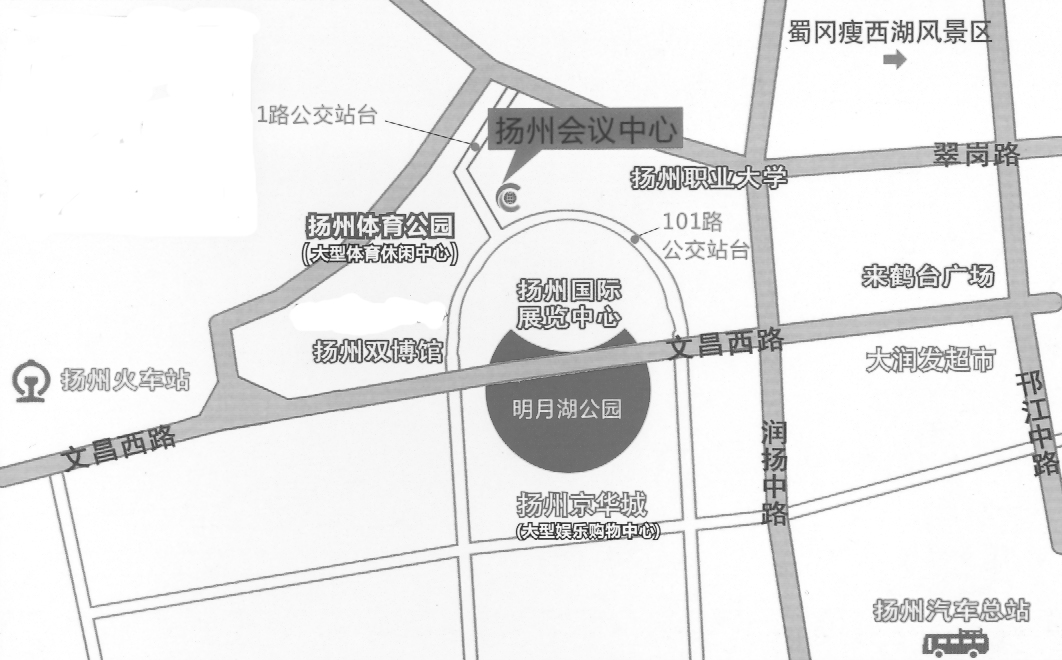 蜀冈瘦西湖风景区
1路公交站台
扬州会议中心
翠岗路
扬州职业大学
扬州体育公园
(大型体育休闲中心)
101路
公交站台
来鹤台广场
扬州国际
展览中心
文昌西路
扬州双博馆
大润发超市
扬州火车站
邗江中路
明月湖公园
文昌西路
润扬中路
扬州京华城
(大型娱乐购物中心)
扬州汽车总站